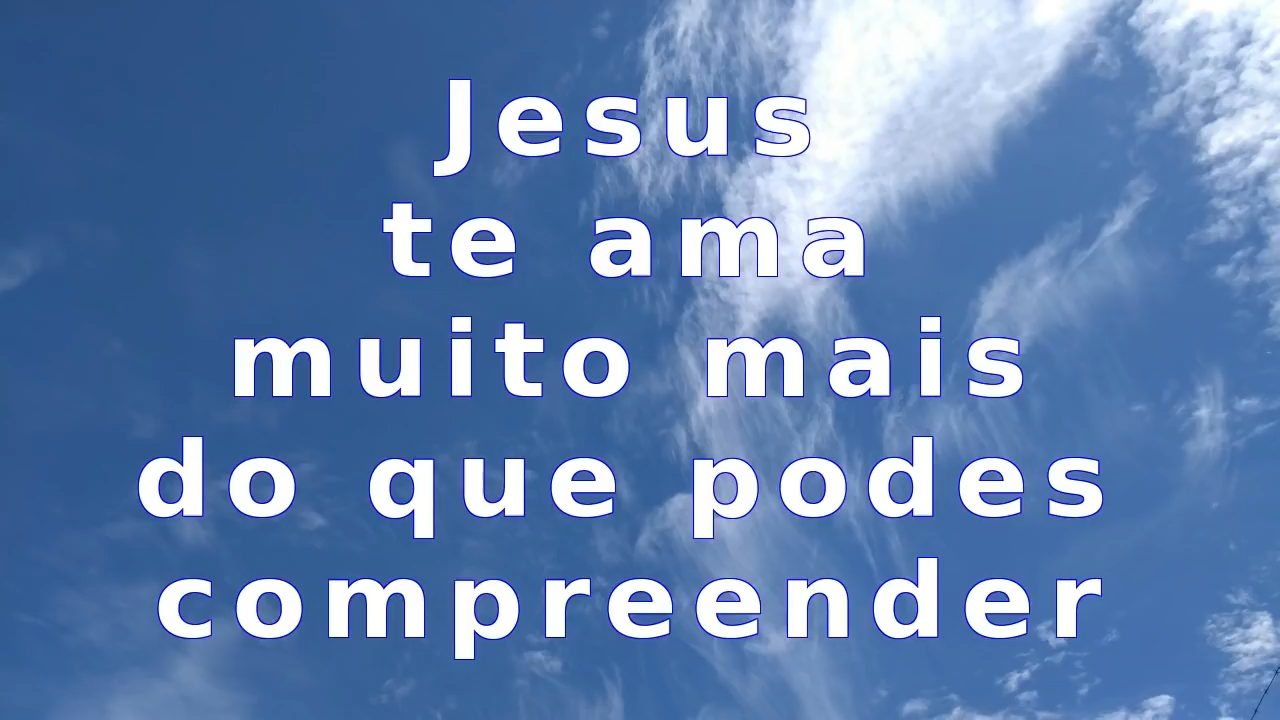 Jesus
te ama
muito mais
do que podes
compreender